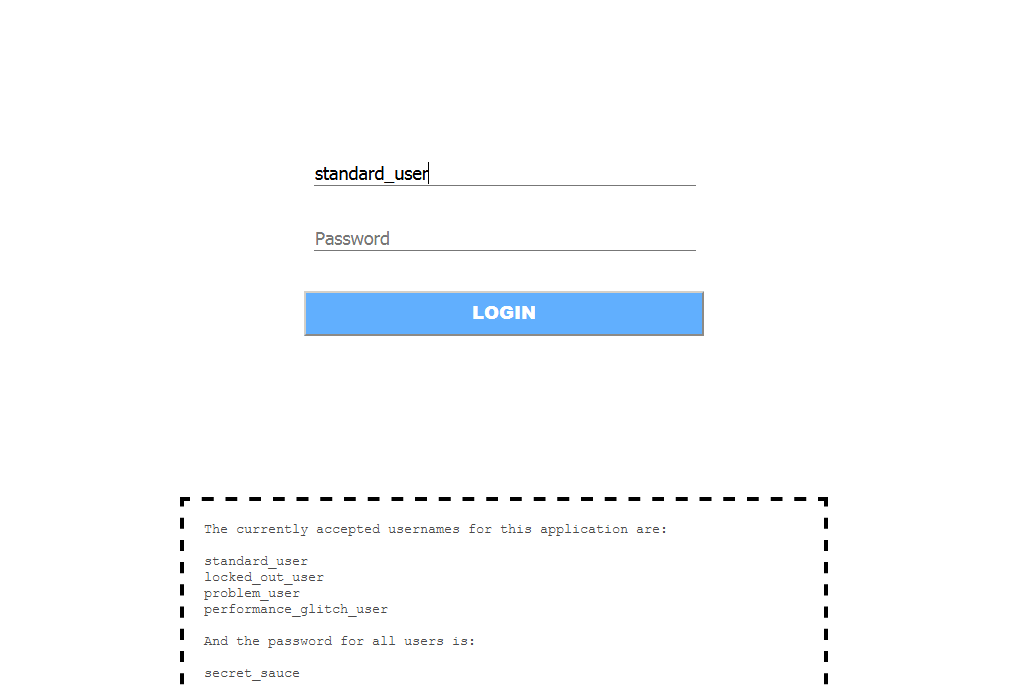 standard_user
Password
LOGIN
The currently accepted usernames for this application are:
standard_user
locked_out_user
problem_user
performance_glitch_user
And the password for all users is:
secret_sauce